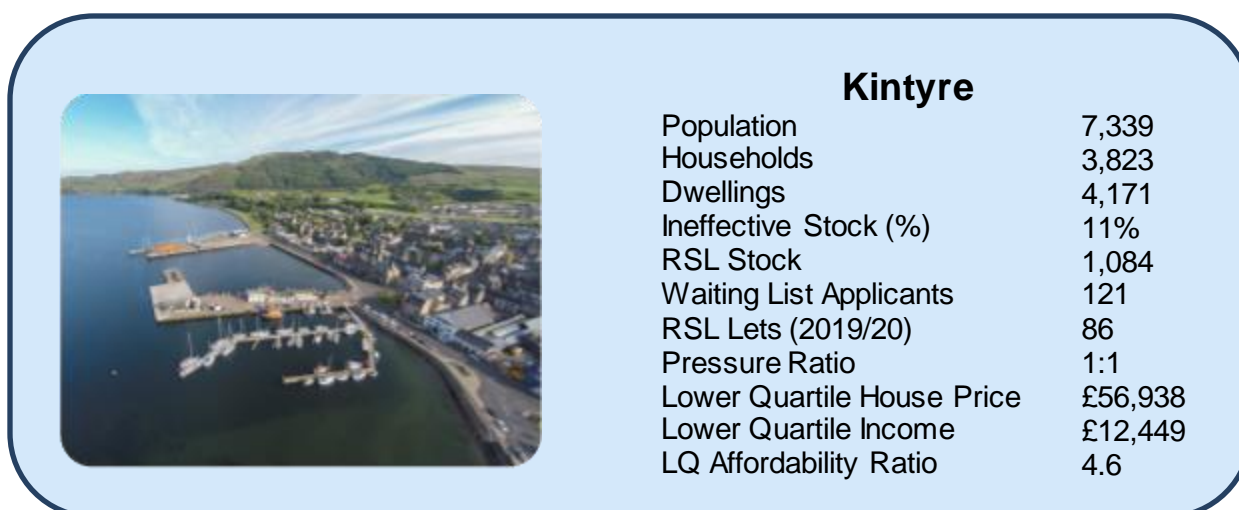 Kintyre
Population 7,339
Households 3,823
Dwellings 4,171
Ineffective Stock (%) 11%
RSL Stock 1,084
Waiting List Applicants 121
RSL Lets (2019/20) 86
Pressure Ratio 1:1
Lower Quartile House Price £56,938
Lower Quartile Income £12,449
LQ Affordability Ratio 4.6